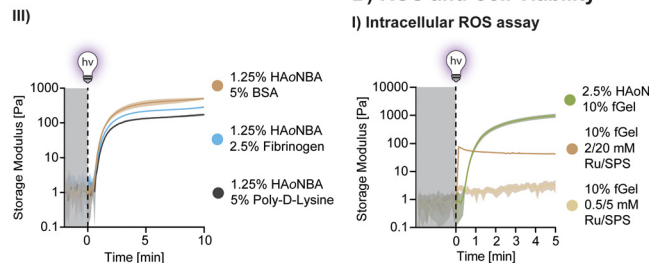 ROS and Cell Viability
III)
I) Intracellular ROS assay
hν
Storage Modulus [Pa]
1000
100
10
1
0.1
0
5
10
Time [min]
1.25% HAoNBA
5% BSA
1.25% HAoNBA
2.5% Fibrinogen
1.25% HAoNBA
5% Poly-D-Lysine
hν
Storage Modulus [Pa]
10000
1000
100
10
1
0.1
0
1
2
3
4
5
Time [min]
2.5% HAoN
10% fGel
10% fGel
2/20 mM
Ru/SPS
10% fGel
0.5/5 mM
Ru/SPS